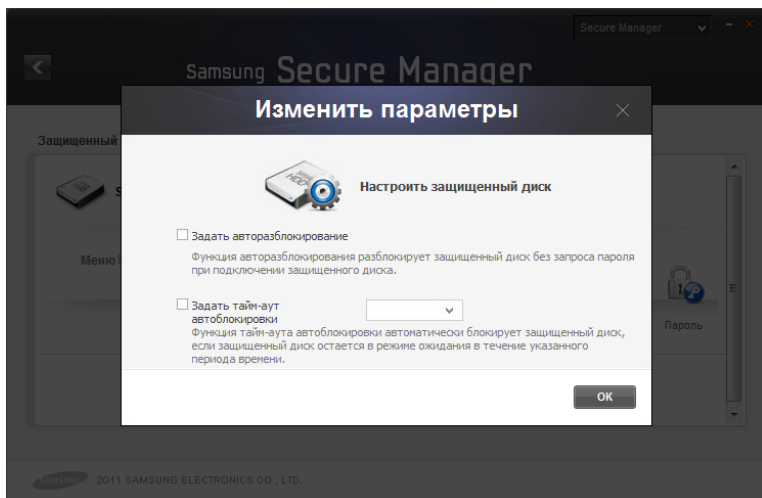 Secure Manager
Samsung Secure Manager
Изменить параметры
Защищенный
S
HDD
Настроить защищенный диск
Задать авторазблокирование
Функция авторазблокирования разблокирует защищенный диск без запроса пароля
при подключении защищенного диска.
Меню
Задать тайм-аут
автоблокировки
Пароль
Функция тайм-аута автоблокировки автоматически блокирует защищенный диск,
если защищенный диск остается в режиме ожидания в течение указанного
периода времени.
OK
SAMSUNG 2011 SAMSUNG ELECTRONICS CO., LTD.